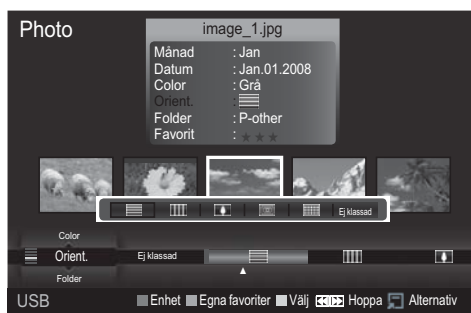 Photo
image_1.jpg
Månad : Jan
Datum : Jan.01.2008
Color : Grå
Orient. :
Folder : P-other
Favorit : ★★★
Ej klassad
Color
Orient. Ej klassad
Folder
USB Enhet Egna favoriter Välj Hoppa Alternativ